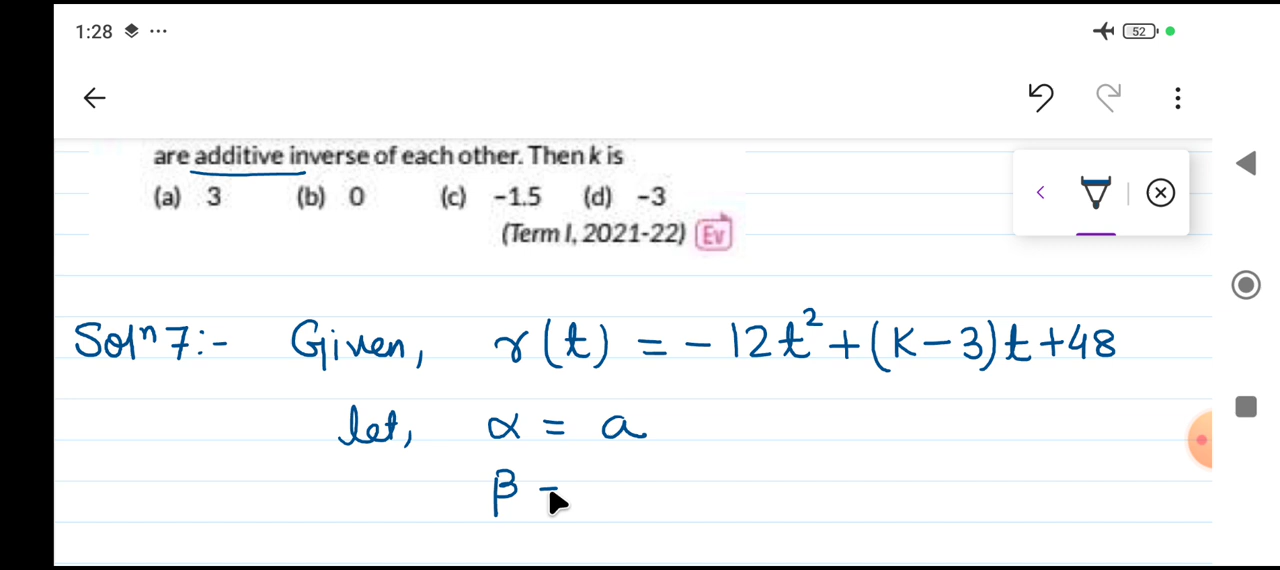 1:28 ...
52
are additive inverse of each other. Then k is
(a) 3 (b) 0 (c) −1.5 (d) −3
(Term I, 2021-22) Ev
Solⁿ 7:- Given, r(t) = − 12t² + (K − 3)t + 48
let, α = a
β =